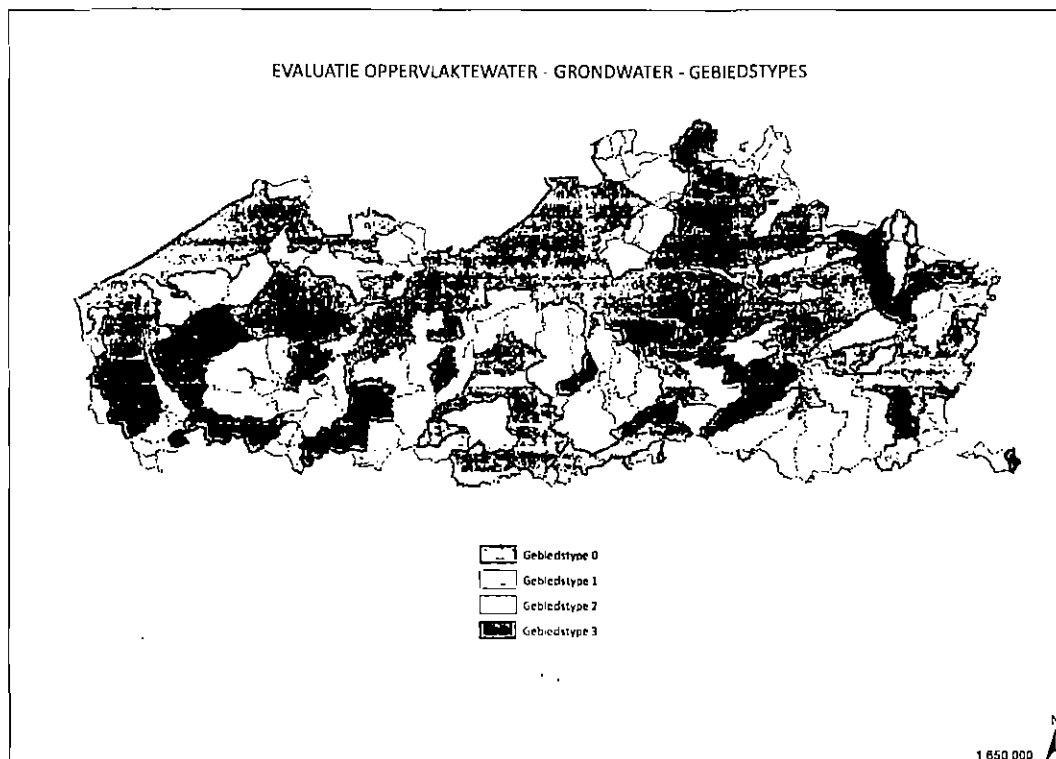 EVALUATIE OPPERVLAKTEWATER - GRONDWATER - GEBIEDSTYPES
Gebiedstype 0
Gebiedstype 1
Gebiedstype 2
Gebiedstype 3
N
1 650 000